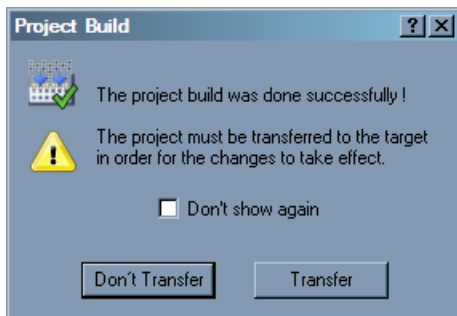 Project Build
The project build was done successfully !
The project must be transferred to the target
in order for the changes to take effect.
Don't show again
Don´t Transfer
Transfer